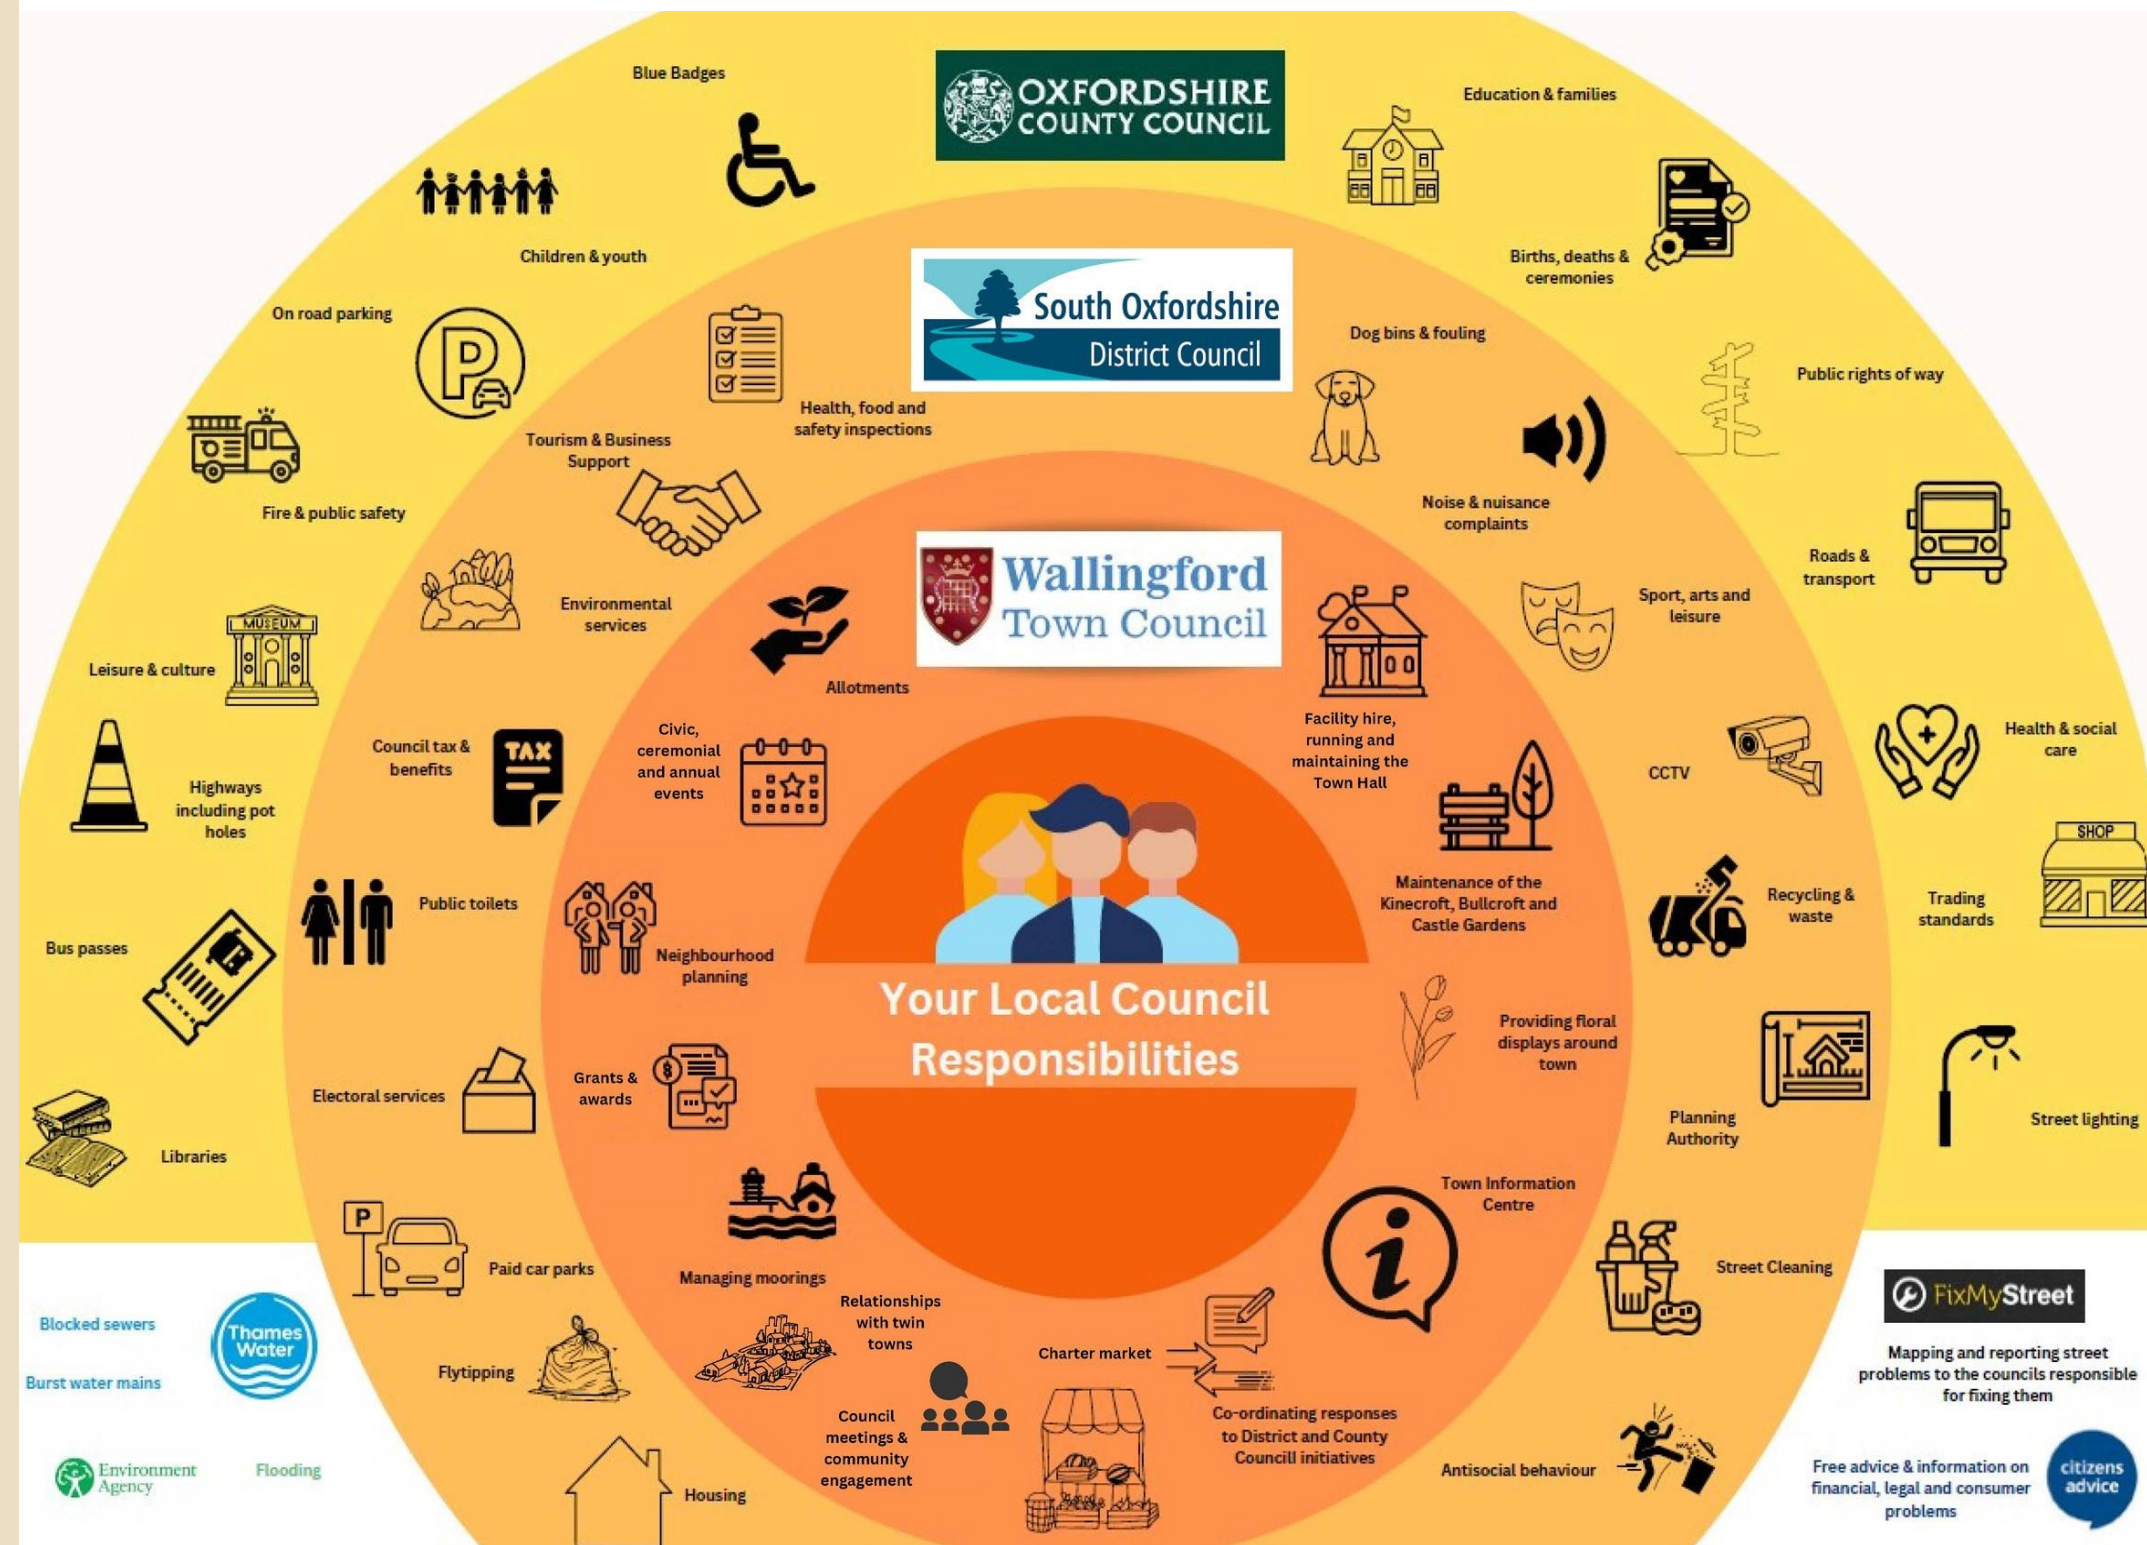 Blue Badges
OXFORDSHIRE
COUNTY COUNCIL
Education & families
Children & youth
Births, deaths &
ceremonies
On road parking
P
South Oxfordshire
District Council
Dog bins & fouling
Public rights of way
Health, food and
safety inspections
Tourism & Business
Support
Noise & nuisance
complaints
Fire & public safety
Roads &
transport
Wallingford
Town Council
Environmental
services
Sport, arts and
leisure
MUSEUM
Leisure & culture
Allotments
Civic,
ceremonial
and annual
events
Facility hire,
running and
maintaining the
Town Hall
Health & social
care
Council tax &
benefits
TAX
CCTV
Highways
including pot
holes
SHOP
Maintenance of the
Kinecroft, Bullcroft and
Castle Gardens
Recycling &
waste
Trading
standards
Public toilets
Bus passes
Neighbourhood
planning
Your Local Council
Responsibilities
Providing floral
displays around
town
Electoral services
Grants &
awards
$
Planning
Authority
Street lighting
Libraries
Town Information
Centre
P
Paid car parks
Managing moorings
i
Street Cleaning
Relationships
with twin
towns
Blocked sewers
Thames
Water
Burst water mains
FixMyStreet
Mapping and reporting street
problems to the councils responsible
for fixing them
Flytipping
Charter market
Council
meetings &
community
engagement
Co-ordinating responses
to District and County
Councill initiatives
Environment
Agency
Flooding
Housing
Antisocial behaviour
Free advice & information on
financial, legal and consumer
problems
citizens
advice